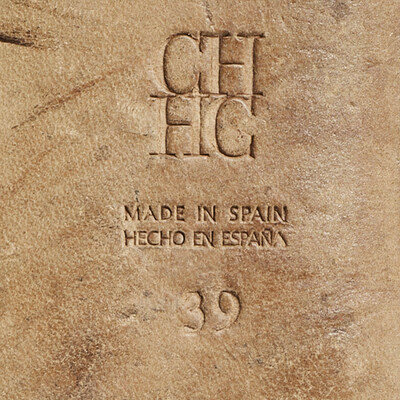 CH
HC
MADE IN SPAIN
HECHO EN ESPAÑA
39